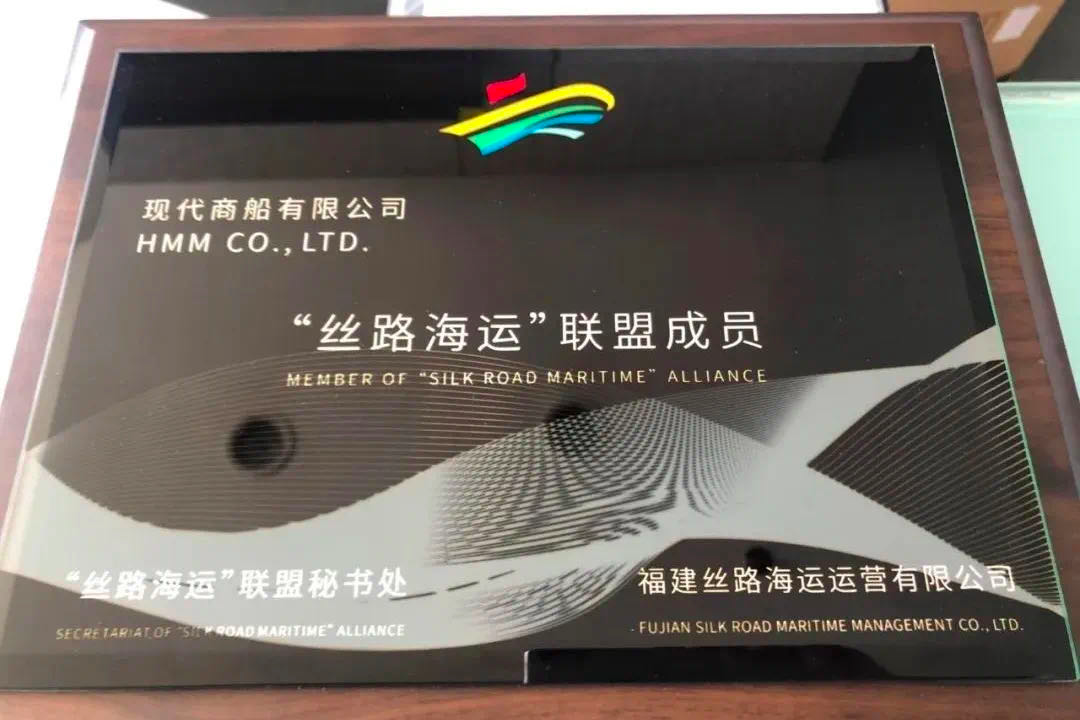 现代商船有限公司
HMM CO., LTD.
“丝路海运”联盟成员
MEMBER OF “SILK ROAD MARITIME” ALLIANCE
“丝路海运”联盟秘书处
SECRETARIAT OF “SILK ROAD MARITIME” ALLIANCE
福建丝路海运运营有限公司
FUJIAN SILK ROAD MARITIME MANAGEMENT CO., LTD.